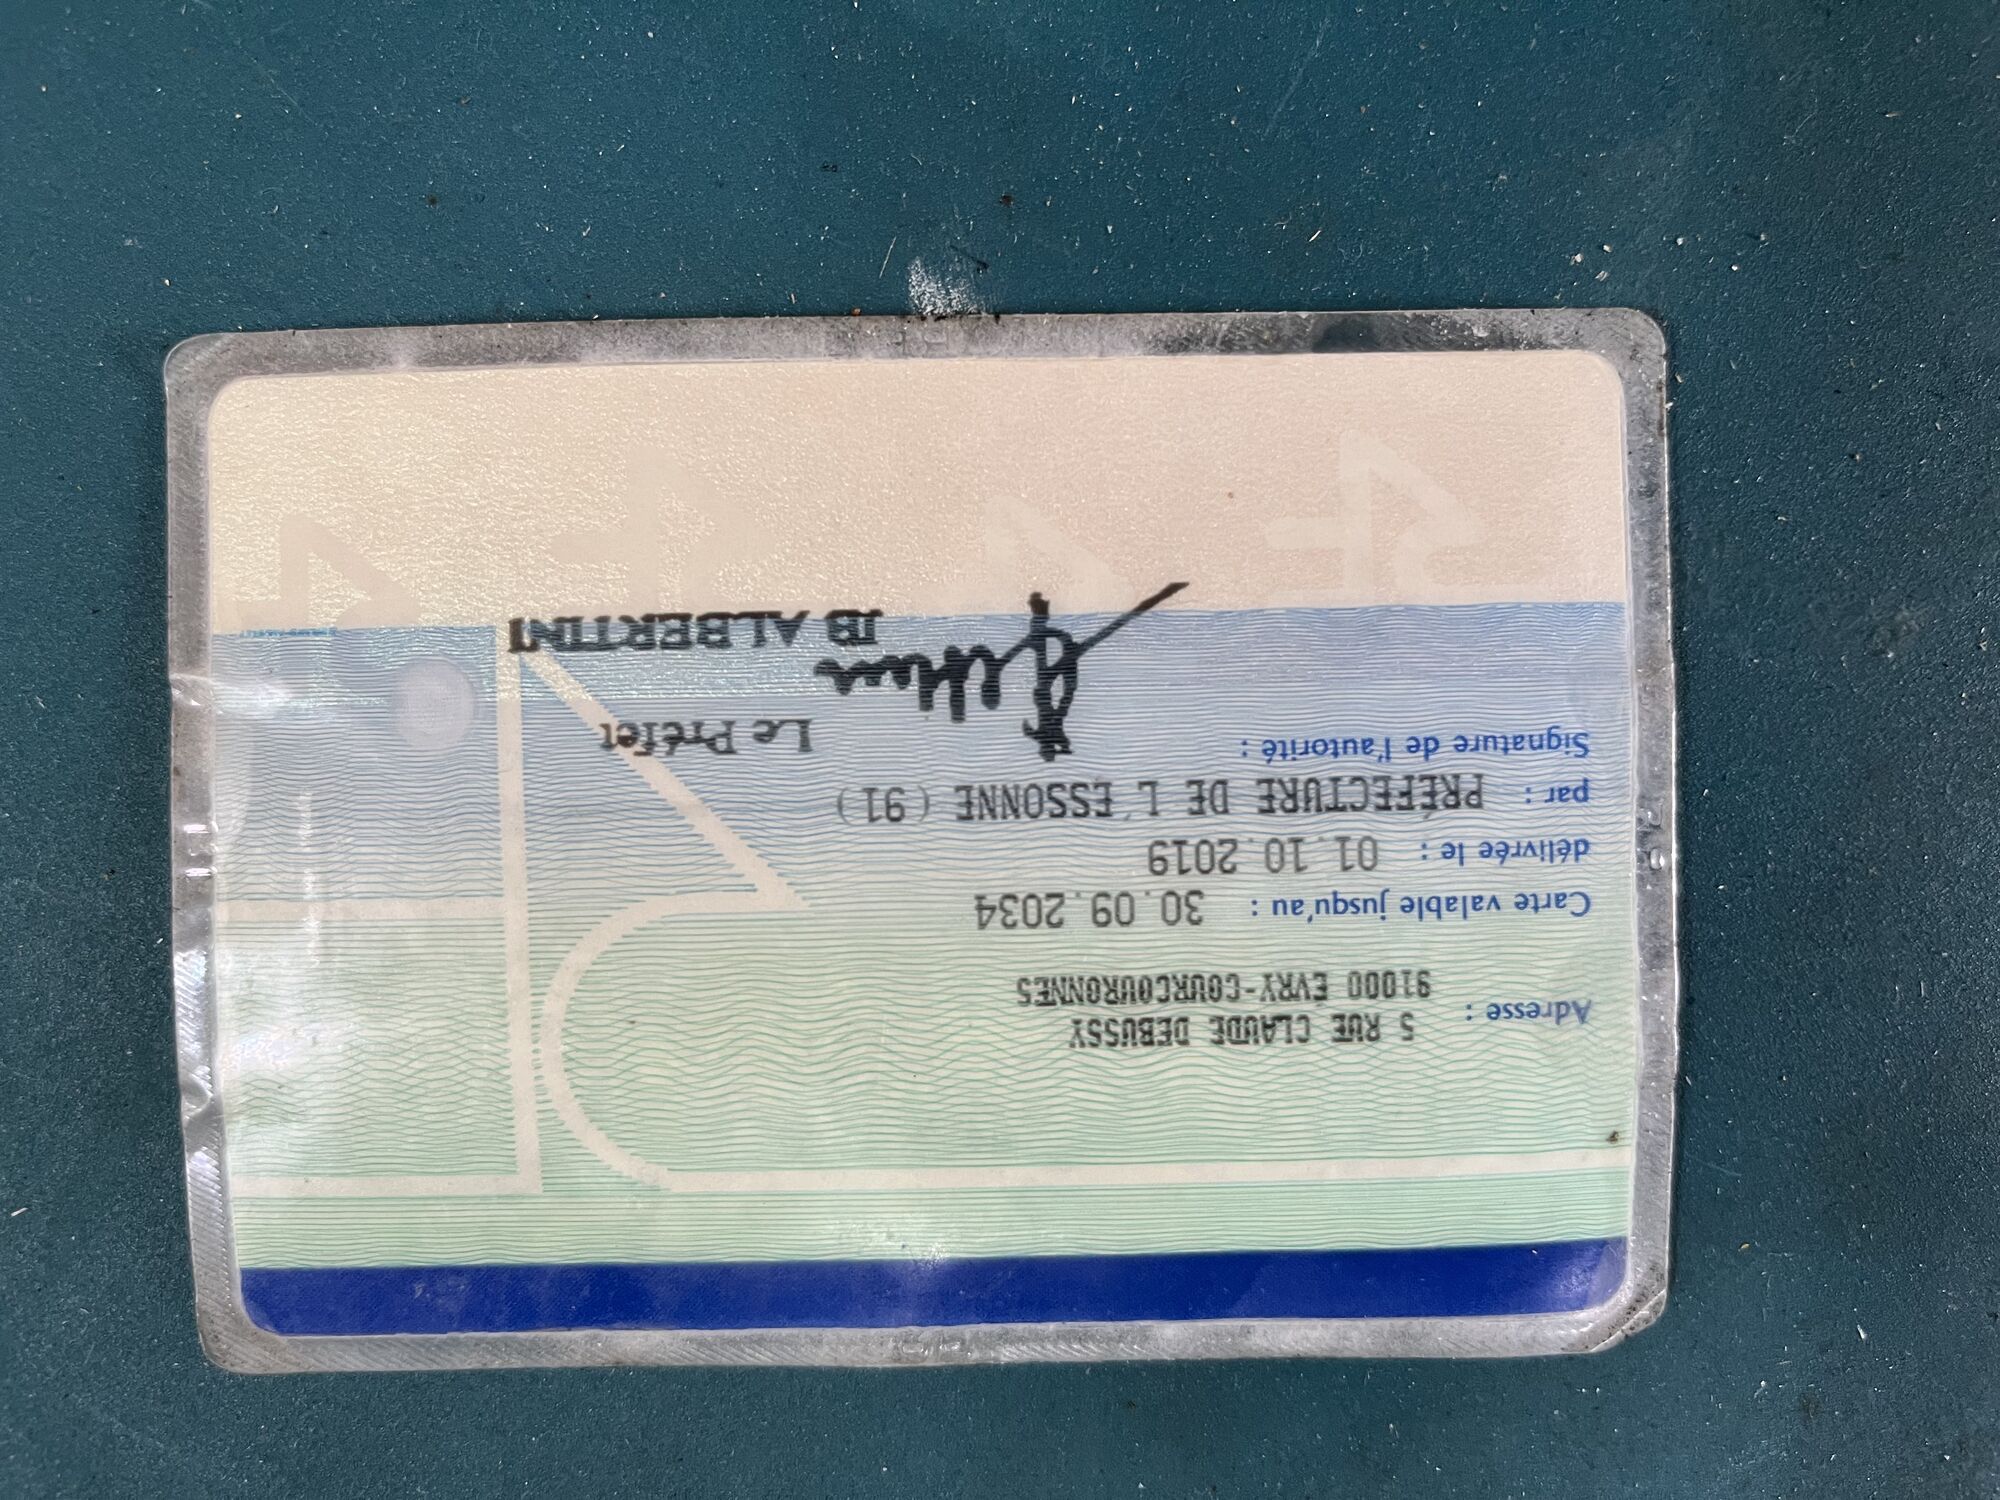 Adresse : 5 RUE CLAUDE DEBUSSY
91000 EVRY-COURCOURONNES
Carte valable jusqu'au : 30.09.2034
délivrée le : 01.10.2019
par : PRÉFECTURE DE L ESSONNE (91)
Signature de l'autorité :
Le Préfet
JB ALBERTINI